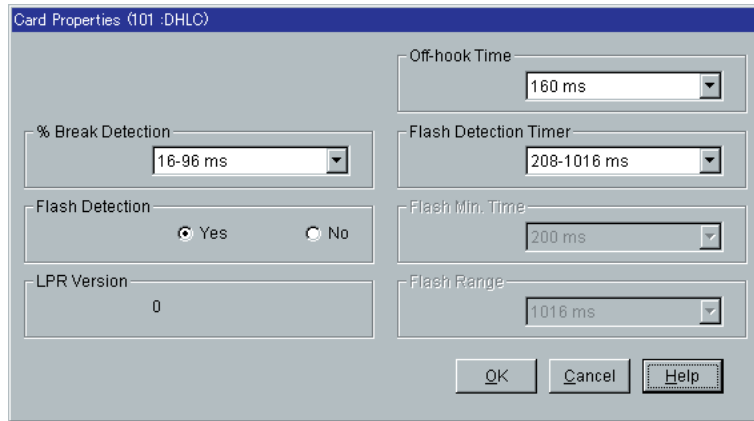 Card Properties (101 :DHLC)
Off-hook Time
160 ms
% Break Detection
16-96 ms
Flash Detection Timer
208-1016 ms
Flash Detection
Yes
No
Flash Min. Time
200 ms
LPR Version
0
Flash Range
1016 ms
OK
Cancel
Help